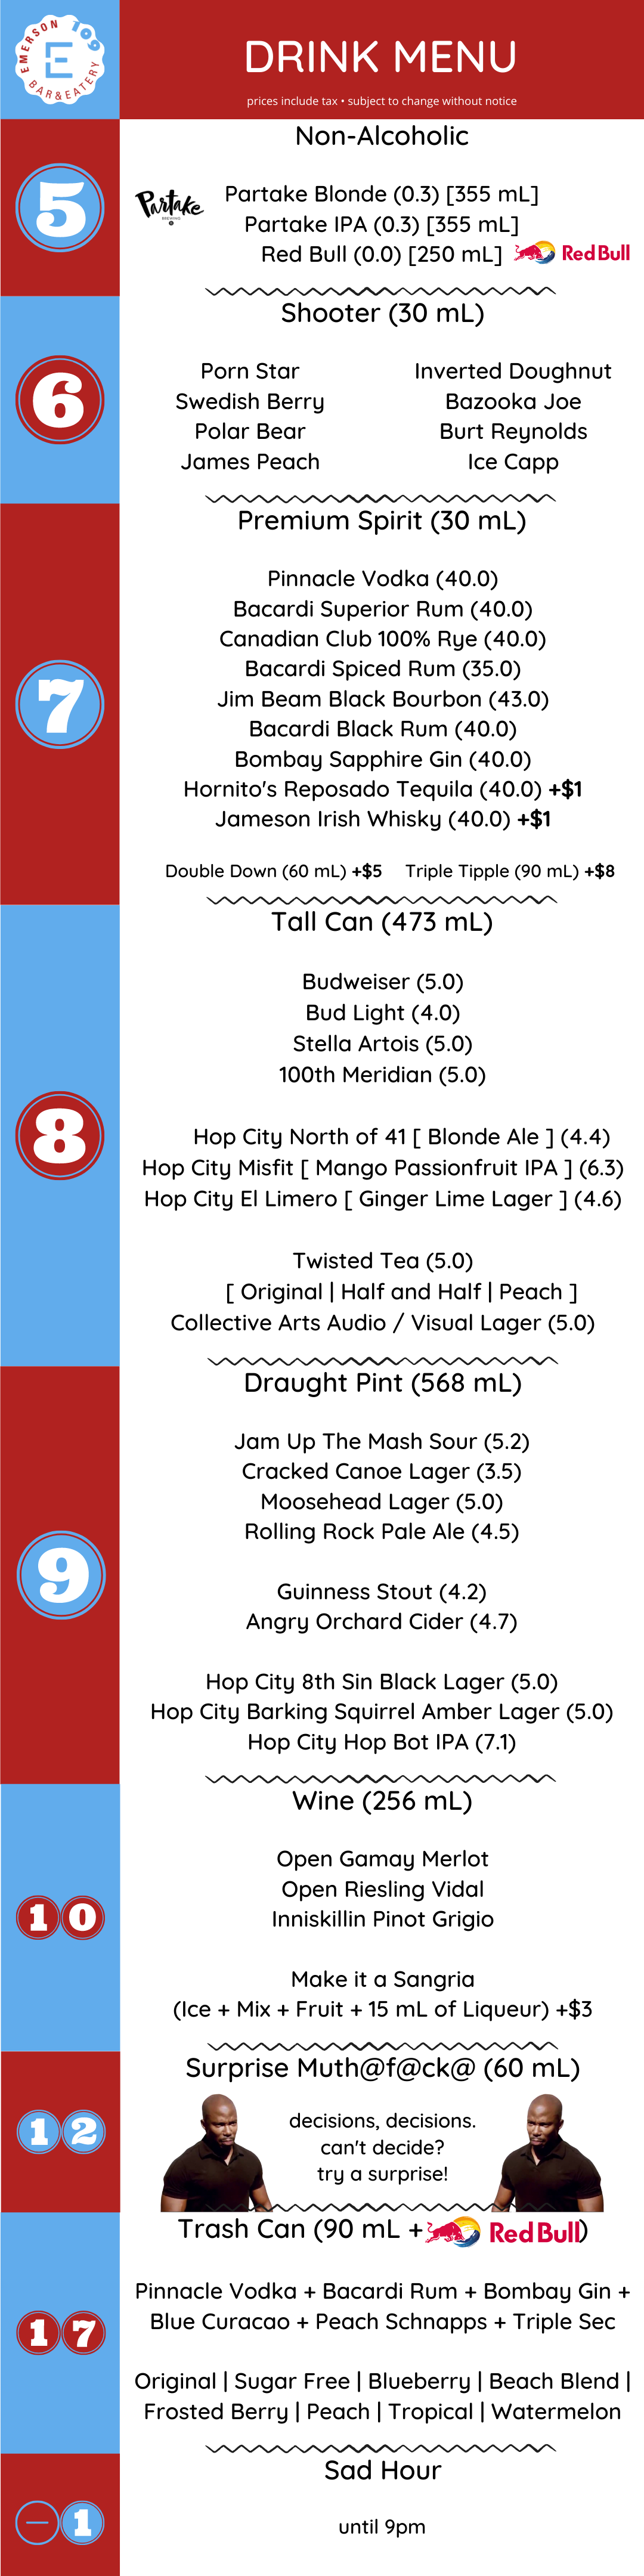 EMERSON 109
E
BAR&EATERY
DRINK MENU
prices include tax • subject to change without notice
5
Non-Alcoholic
Partake
BREWING
Partake Blonde (0.3) [355 mL]
Partake IPA (0.3) [355 mL]
Red Bull (0.0) [250 mL]
Red Bull
6
Shooter (30 mL)
Porn Star
Inverted Doughnut
Swedish Berry
Bazooka Joe
Polar Bear
Burt Reynolds
James Peach
Ice Capp
7
Premium Spirit (30 mL)
Pinnacle Vodka (40.0)
Bacardi Superior Rum (40.0)
Canadian Club 100% Rye (40.0)
Bacardi Spiced Rum (35.0)
Jim Beam Black Bourbon (43.0)
Bacardi Black Rum (40.0)
Bombay Sapphire Gin (40.0)
Hornito's Reposado Tequila (40.0) +$1
Jameson Irish Whisky (40.0) +$1
Double Down (60 mL) +$5 Triple Tipple (90 mL) +$8
8
Tall Can (473 mL)
Budweiser (5.0)
Bud Light (4.0)
Stella Artois (5.0)
100th Meridian (5.0)
Hop City North of 41 [ Blonde Ale ] (4.4)
Hop City Misfit [ Mango Passionfruit IPA ] (6.3)
Hop City El Limero [ Ginger Lime Lager ] (4.6)
Twisted Tea (5.0)
[ Original | Half and Half | Peach ]
Collective Arts Audio / Visual Lager (5.0)
9
Draught Pint (568 mL)
Jam Up The Mash Sour (5.2)
Cracked Canoe Lager (3.5)
Moosehead Lager (5.0)
Rolling Rock Pale Ale (4.5)
Guinness Stout (4.2)
Angry Orchard Cider (4.7)
Hop City 8th Sin Black Lager (5.0)
Hop City Barking Squirrel Amber Lager (5.0)
Hop City Hop Bot IPA (7.1)
10
Wine (256 mL)
Open Gamay Merlot
Open Riesling Vidal
Inniskillin Pinot Grigio
Make it a Sangria
(Ice + Mix + Fruit + 15 mL of Liqueur) +$3
12
Surprise Muth@f@ck@ (60 mL)
decisions, decisions.
can't decide?
try a surprise!
17
Trash Can (90 mL + Red Bull)
Pinnacle Vodka + Bacardi Rum + Bombay Gin +
Blue Curacao + Peach Schnapps + Triple Sec
Original | Sugar Free | Blueberry | Beach Blend |
Frosted Berry | Peach | Tropical | Watermelon
−1
Sad Hour
until 9pm